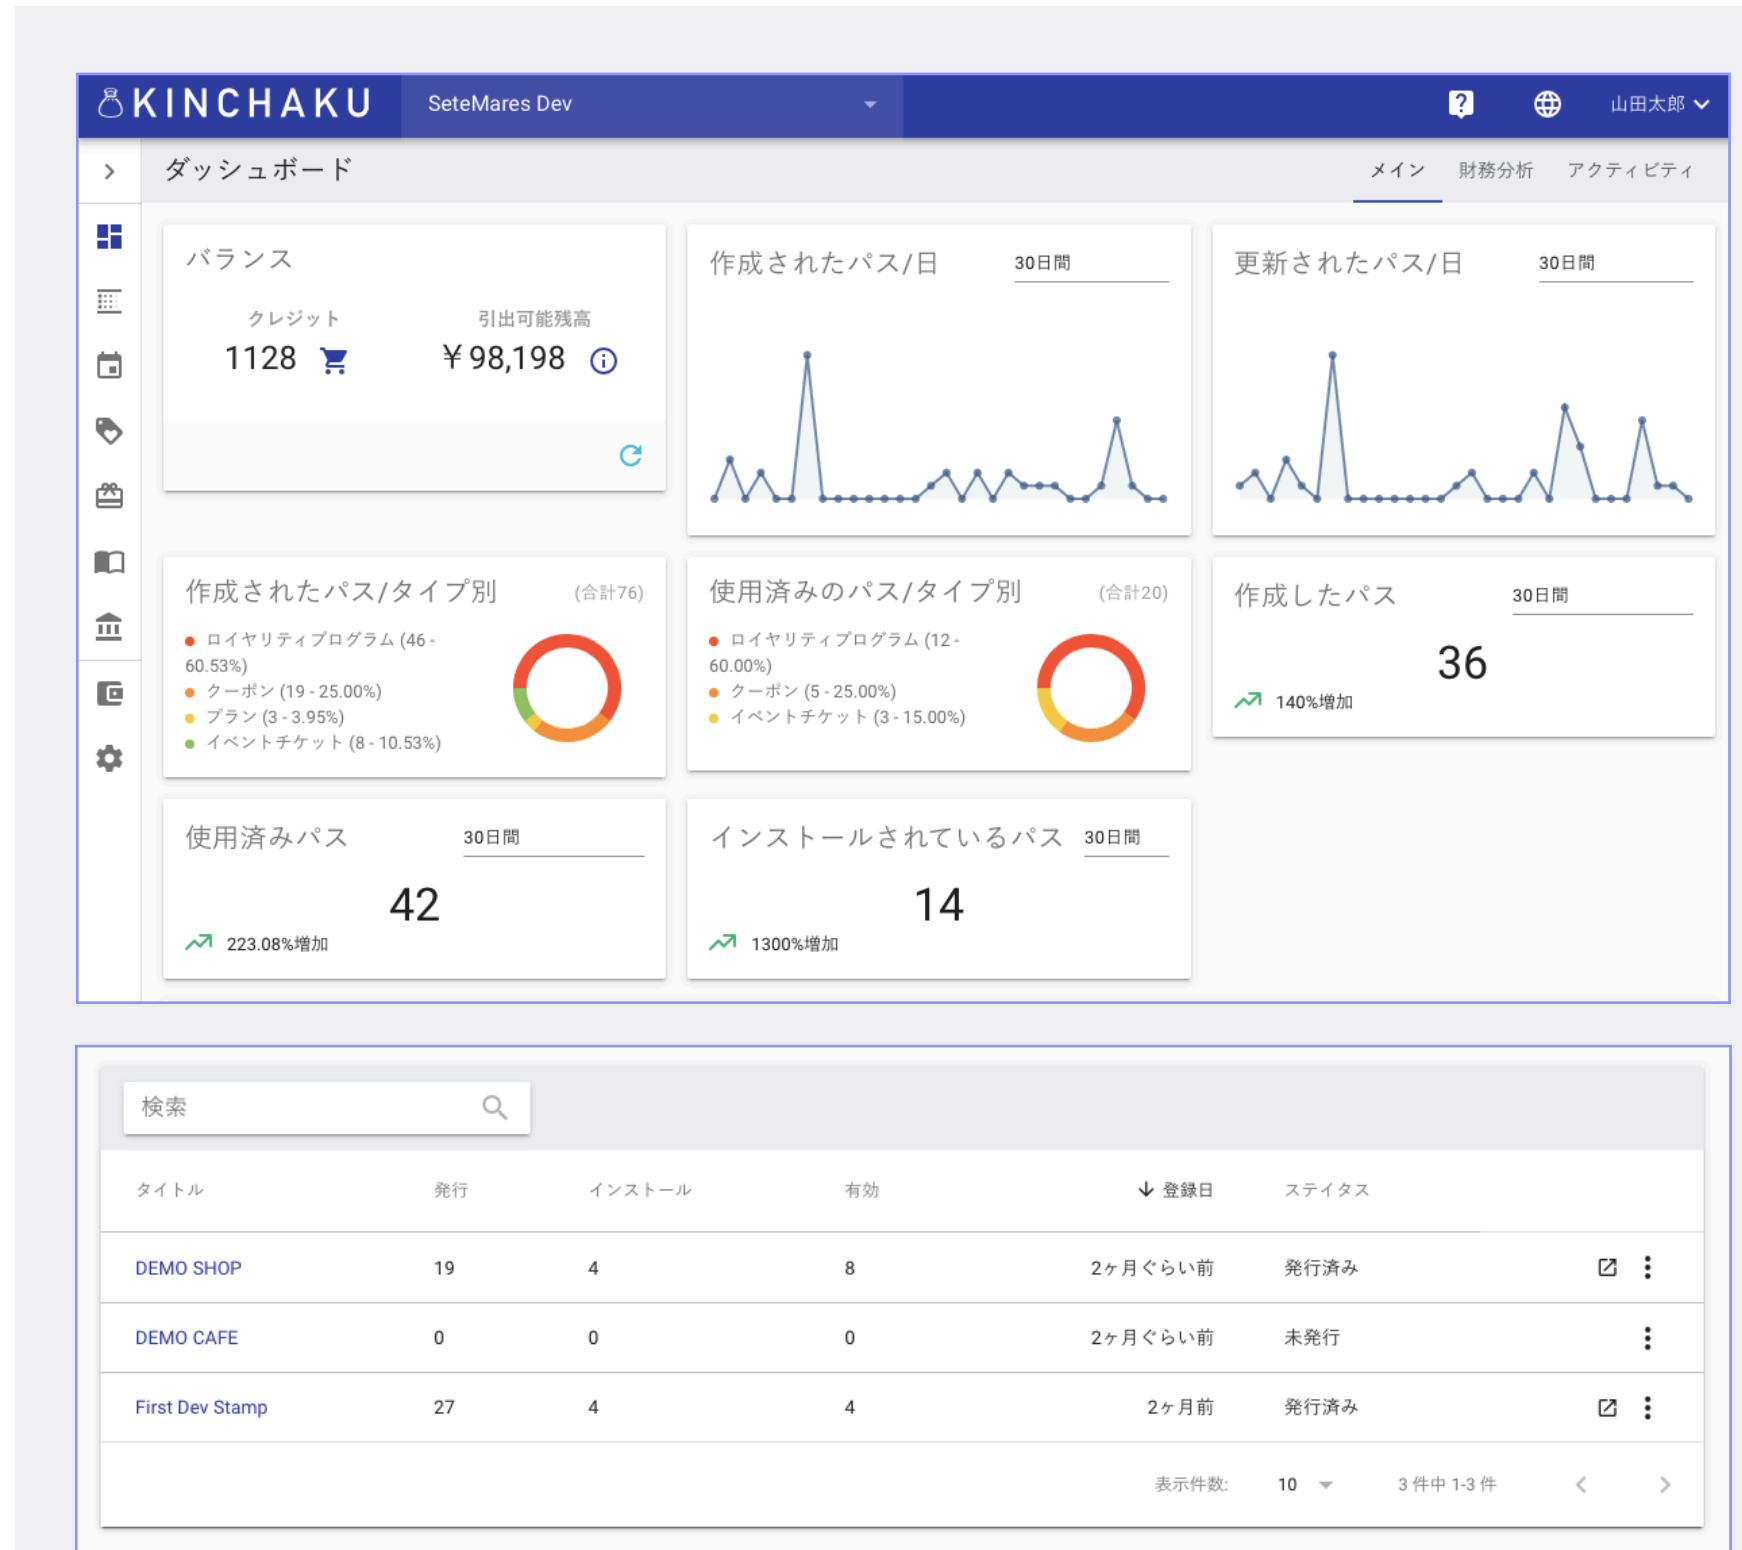 KINCHAKU
SeteMares Dev
山田太郎
ダッシュボード
メイン
財務分析
アクティビティ
バランス
クレジット
引出可能残高
1128
¥98,198
作成されたパス/日
30日間
更新されたパス/日
30日間
作成されたパス/タイプ別
(合計76)
ロイヤリティプログラム (46 -
60.53%)
クーポン (19 - 25.00%)
プラン (3 - 3.95%)
イベントチケット (8 - 10.53%)
使用済みのパス/タイプ別
(合計20)
ロイヤリティプログラム (12 -
60.00%)
クーポン (5 - 25.00%)
イベントチケット (3 - 15.00%)
作成したパス
30日間
36
140%増加
使用済みパス
30日間
42
223.08%増加
インストールされているパス
30日間
14
1300%増加
検索
タイトル 発行 インストール 有効 登録日 ステイタス
DEMO SHOP 19 4 8 2ヶ月ぐらい前 発行済み
DEMO CAFE 0 0 0 2ヶ月ぐらい前 未発行
First Dev Stamp 27 4 4 2ヶ月前 発行済み
表示件数: 10 3 件中 1-3 件